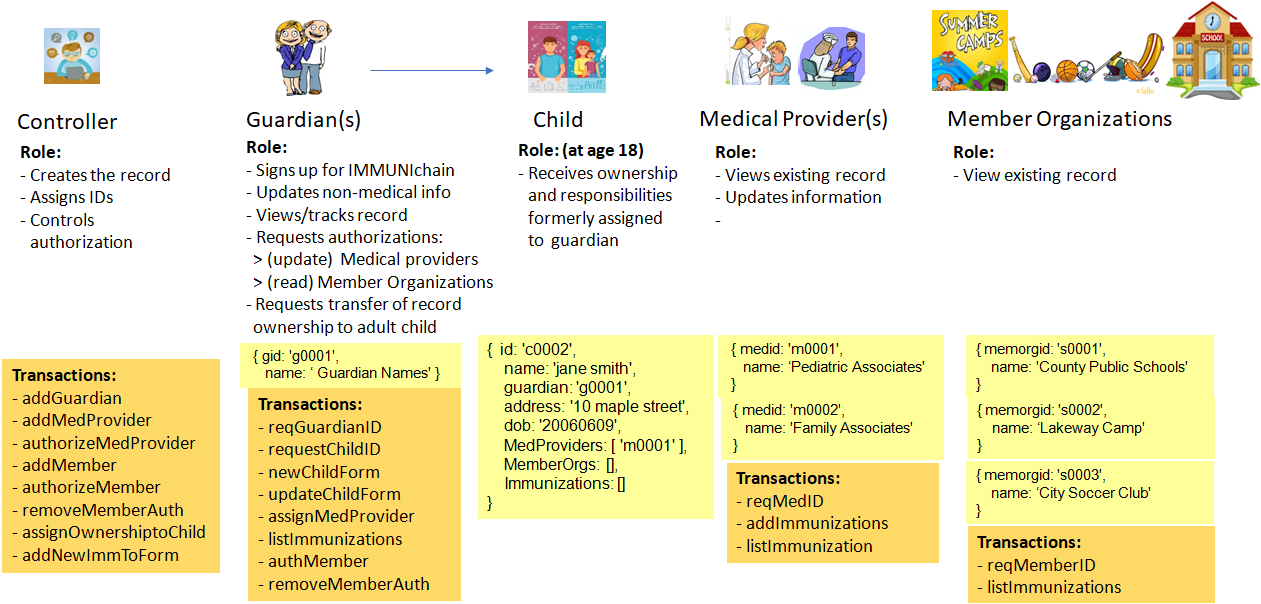 SUMMER
CAMPS
SCHOOL
Controller
Role:
- Creates the record
- Assigns IDs
- Controls
authorization
Transactions:
- addGuardian
- addMedProvider
- authorizeMedProvider
- addMember
- authorizeMember
- removeMemberAuth
- assignOwnershiptoChild
- addNewImmToForm
Guardian(s)
Role:
- Signs up for IMMUNIchain
- Updates non-medical info
- Views/tracks record
- Requests authorizations:
> (update) Medical providers
> (read) Member Organizations
- Requests transfer of record
ownership to adult child
{ gid: 'g0001',
name: ‘ Guardian Names' }
Transactions:
- reqGuardianID
- requestChildID
- newChildForm
- updateChildForm
- assignMedProvider
- listImmunizations
- authMember
- removeMemberAuth
Child
Role: (at age 18)
- Receives ownership
and responsibilities
formerly assigned
to guardian
{ id: 'c0002',
name: 'jane smith',
guardian: 'g0001',
address: '10 maple street',
dob: '20060609',
MedProviders: [ 'm0001' ],
MemberOrgs: [],
Immunizations: []
}
Medical Provider(s)
Role:
- Views existing record
- Updates information
-
{ medid: 'm0001',
name: ‘Pediatric Associates'
}
{ medid: 'm0002',
name: 'Family Associates'
}
Transactions:
- reqMedID
- addImmunizations
- listImmunization
Member Organizations
Role:
- View existing record
{ memorgid: 's0001',
name: ‘County Public Schools'
}
{ memorgid: 's0002',
name: ‘Lakeway Camp'
}
{ memorgid: 's0003',
name: ‘City Soccer Club'
}
Transactions:
- reqMemberID
- listImmunizations